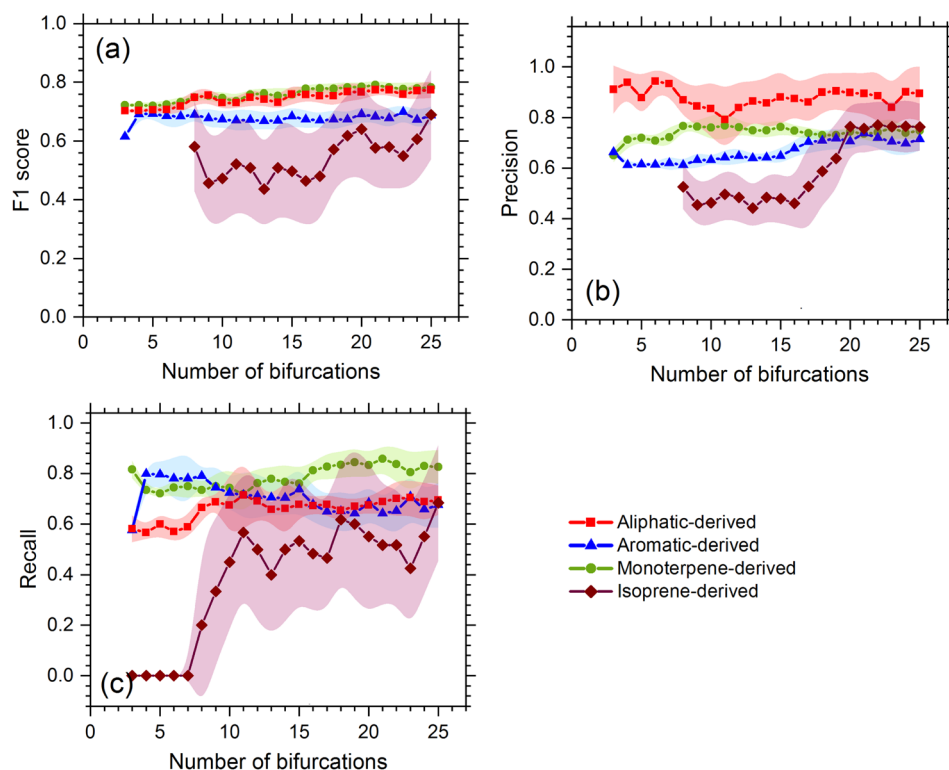 (a)
F1 score
1.0
0.8
0.6
0.4
0.2
0.0
0 5 10 15 20 25
Number of bifurcations
(b)
Precision
1.0
0.8
0.6
0.4
0.2
0.0
0 5 10 15 20 25
Number of bifurcations
(c)
Recall
1.0
0.8
0.6
0.4
0.2
0.0
0 5 10 15 20 25
Number of bifurcations
Aliphatic-derived
Aromatic-derived
Monoterpene-derived
Isoprene-derived